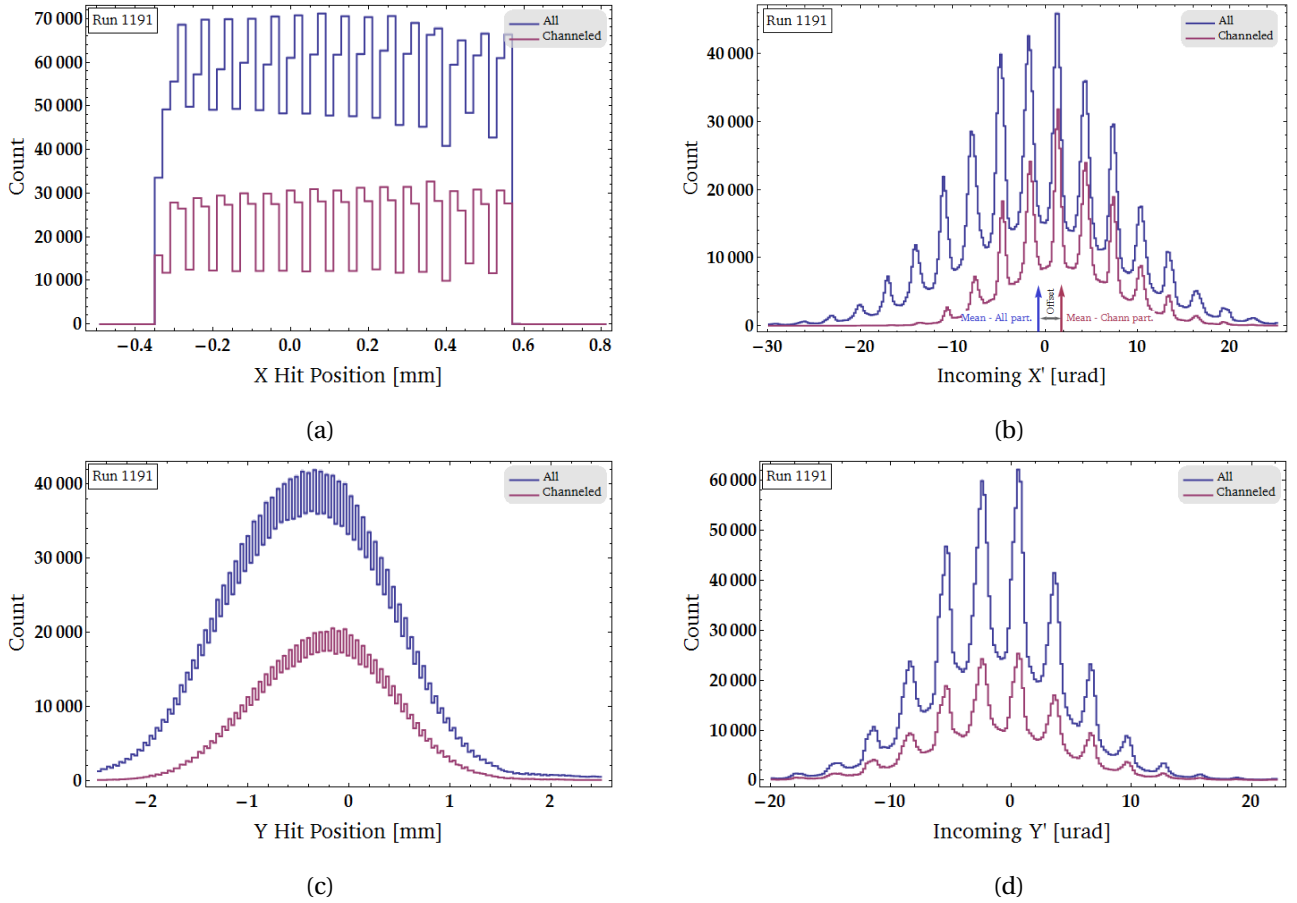 Run 1191
All
Channeled
70 000
60 000
50 000
40 000
30 000
20 000
10 000
0
Count
−0.4 −0.2 0.0 0.2 0.4 0.6 0.8
X Hit Position [mm]
(a)
Run 1191
All
Channeled
40 000
30 000
20 000
10 000
0
Count
Mean - All part.
Offset
Mean - Chann part.
−30 −20 −10 0 10 20
Incoming X' [urad]
(b)
Run 1191
All
Channeled
40 000
30 000
20 000
10 000
0
Count
−2 −1 0 1 2
Y Hit Position [mm]
(c)
Run 1191
All
Channeled
60 000
50 000
40 000
30 000
20 000
10 000
0
Count
−20 −10 0 10 20
Incoming Y' [urad]
(d)